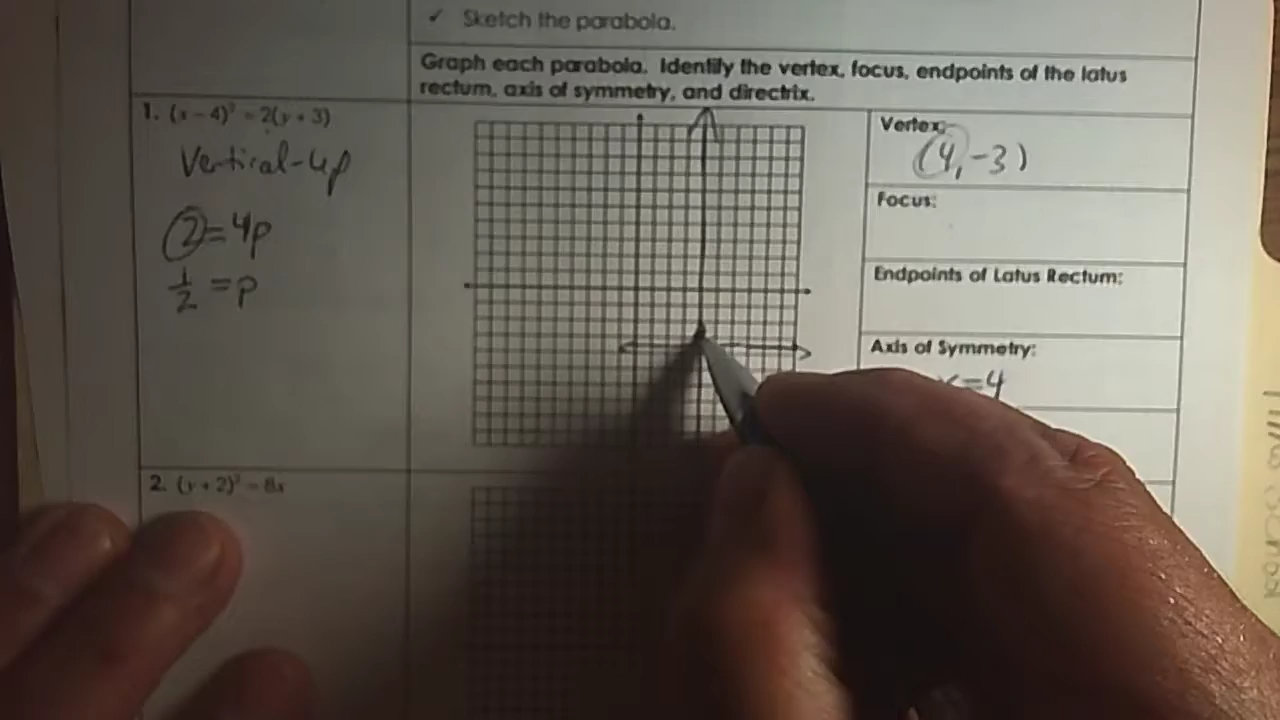 ✓ Sketch the parabola.
Graph each parabola. Identify the vertex, focus, endpoints of the latus
rectum, axis of symmetry, and directrix.
1. (x – 4)² = 2(y + 3)
Vertical-up
2=4p
1/2 =p
Vertex:
(4,-3)
Focus:
Endpoints of Latus Rectum:
Axis of Symmetry:
x=4
2. (y + 2)² = 8x